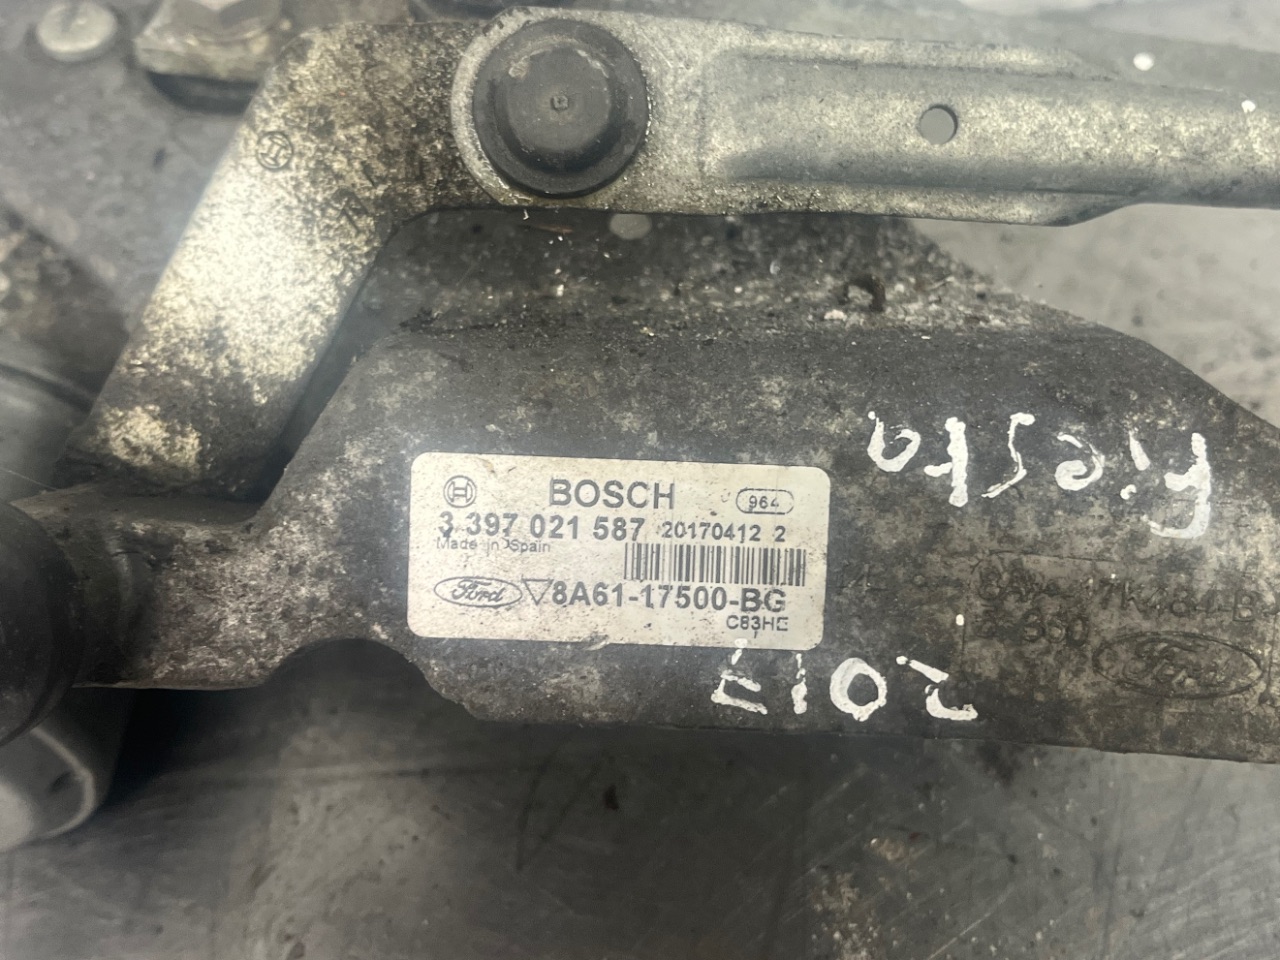 BOSCH 964
3 397 021 587 20170412 2
Made in Spain
Ford 8A61-17500-BG
C83HE
Fiesta
2017
Ford